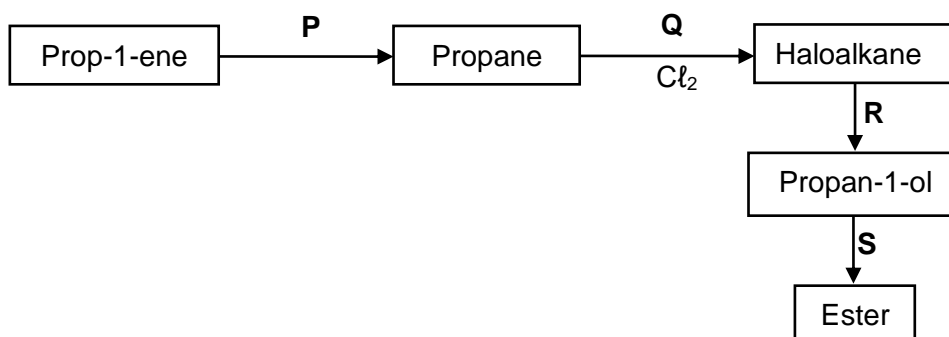 P
Q
Prop-1-ene
Propane
Haloalkane
Cℓ₂
R
Propan-1-ol
S
Ester